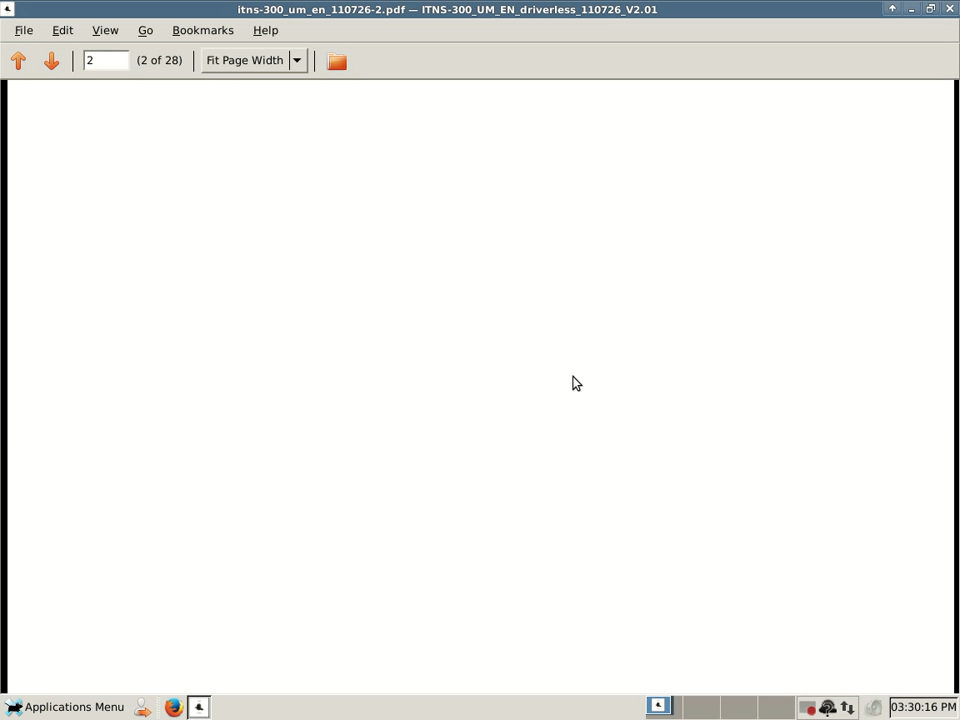 itns-300_um_en_110726-2.pdf — ITNS-300_UM_EN_driverless_110726_V2.01
File Edit View Go Bookmarks Help
2 (2 of 28) Fit Page Width
Applications Menu 03:30:16 PM